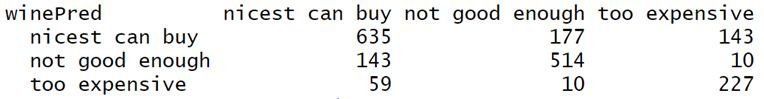 winePred nicest can buy not good enough too expensive
nicest can buy 635 177 143
not good enough 143 514 10
too expensive 59 10 227